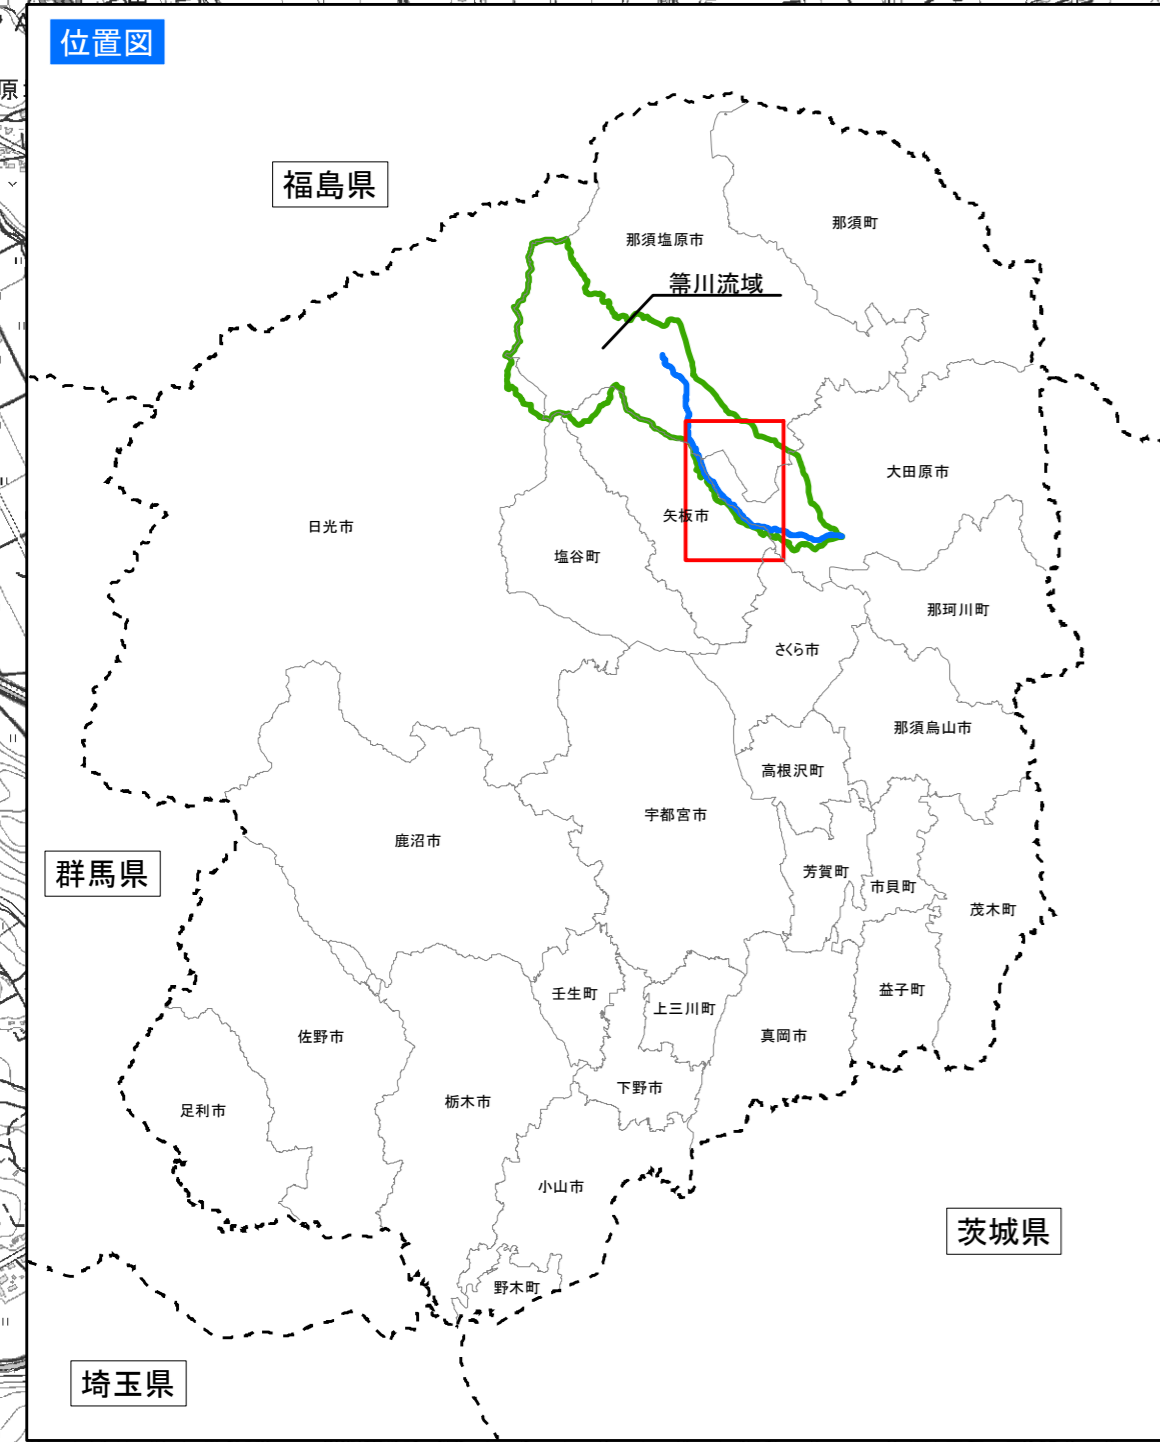 位置図
原
福島県
那須町
那須塩原市
箒川流域
大田原市
矢板市
日光市
塩谷町
那珂川町
さくら市
那須烏山市
高根沢町
宇都宮市
鹿沼市
群馬県
芳賀町
市貝町
茂木町
益子町
壬生町
上三川町
佐野市
真岡市
下野市
栃木市
足利市
小山市
茨城県
野木町
埼玉県